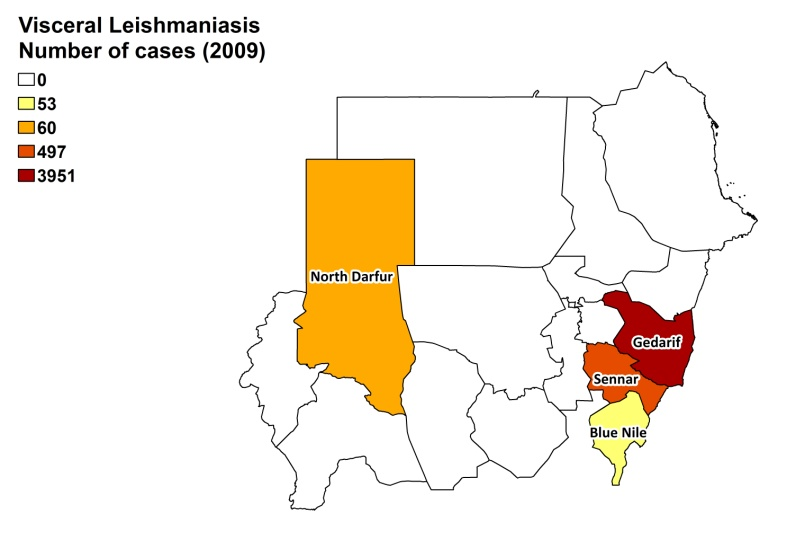 Visceral Leishmaniasis
Number of cases (2009)
0
53
60
497
3951
North Darfur
Gedarif
Sennar
Blue Nile